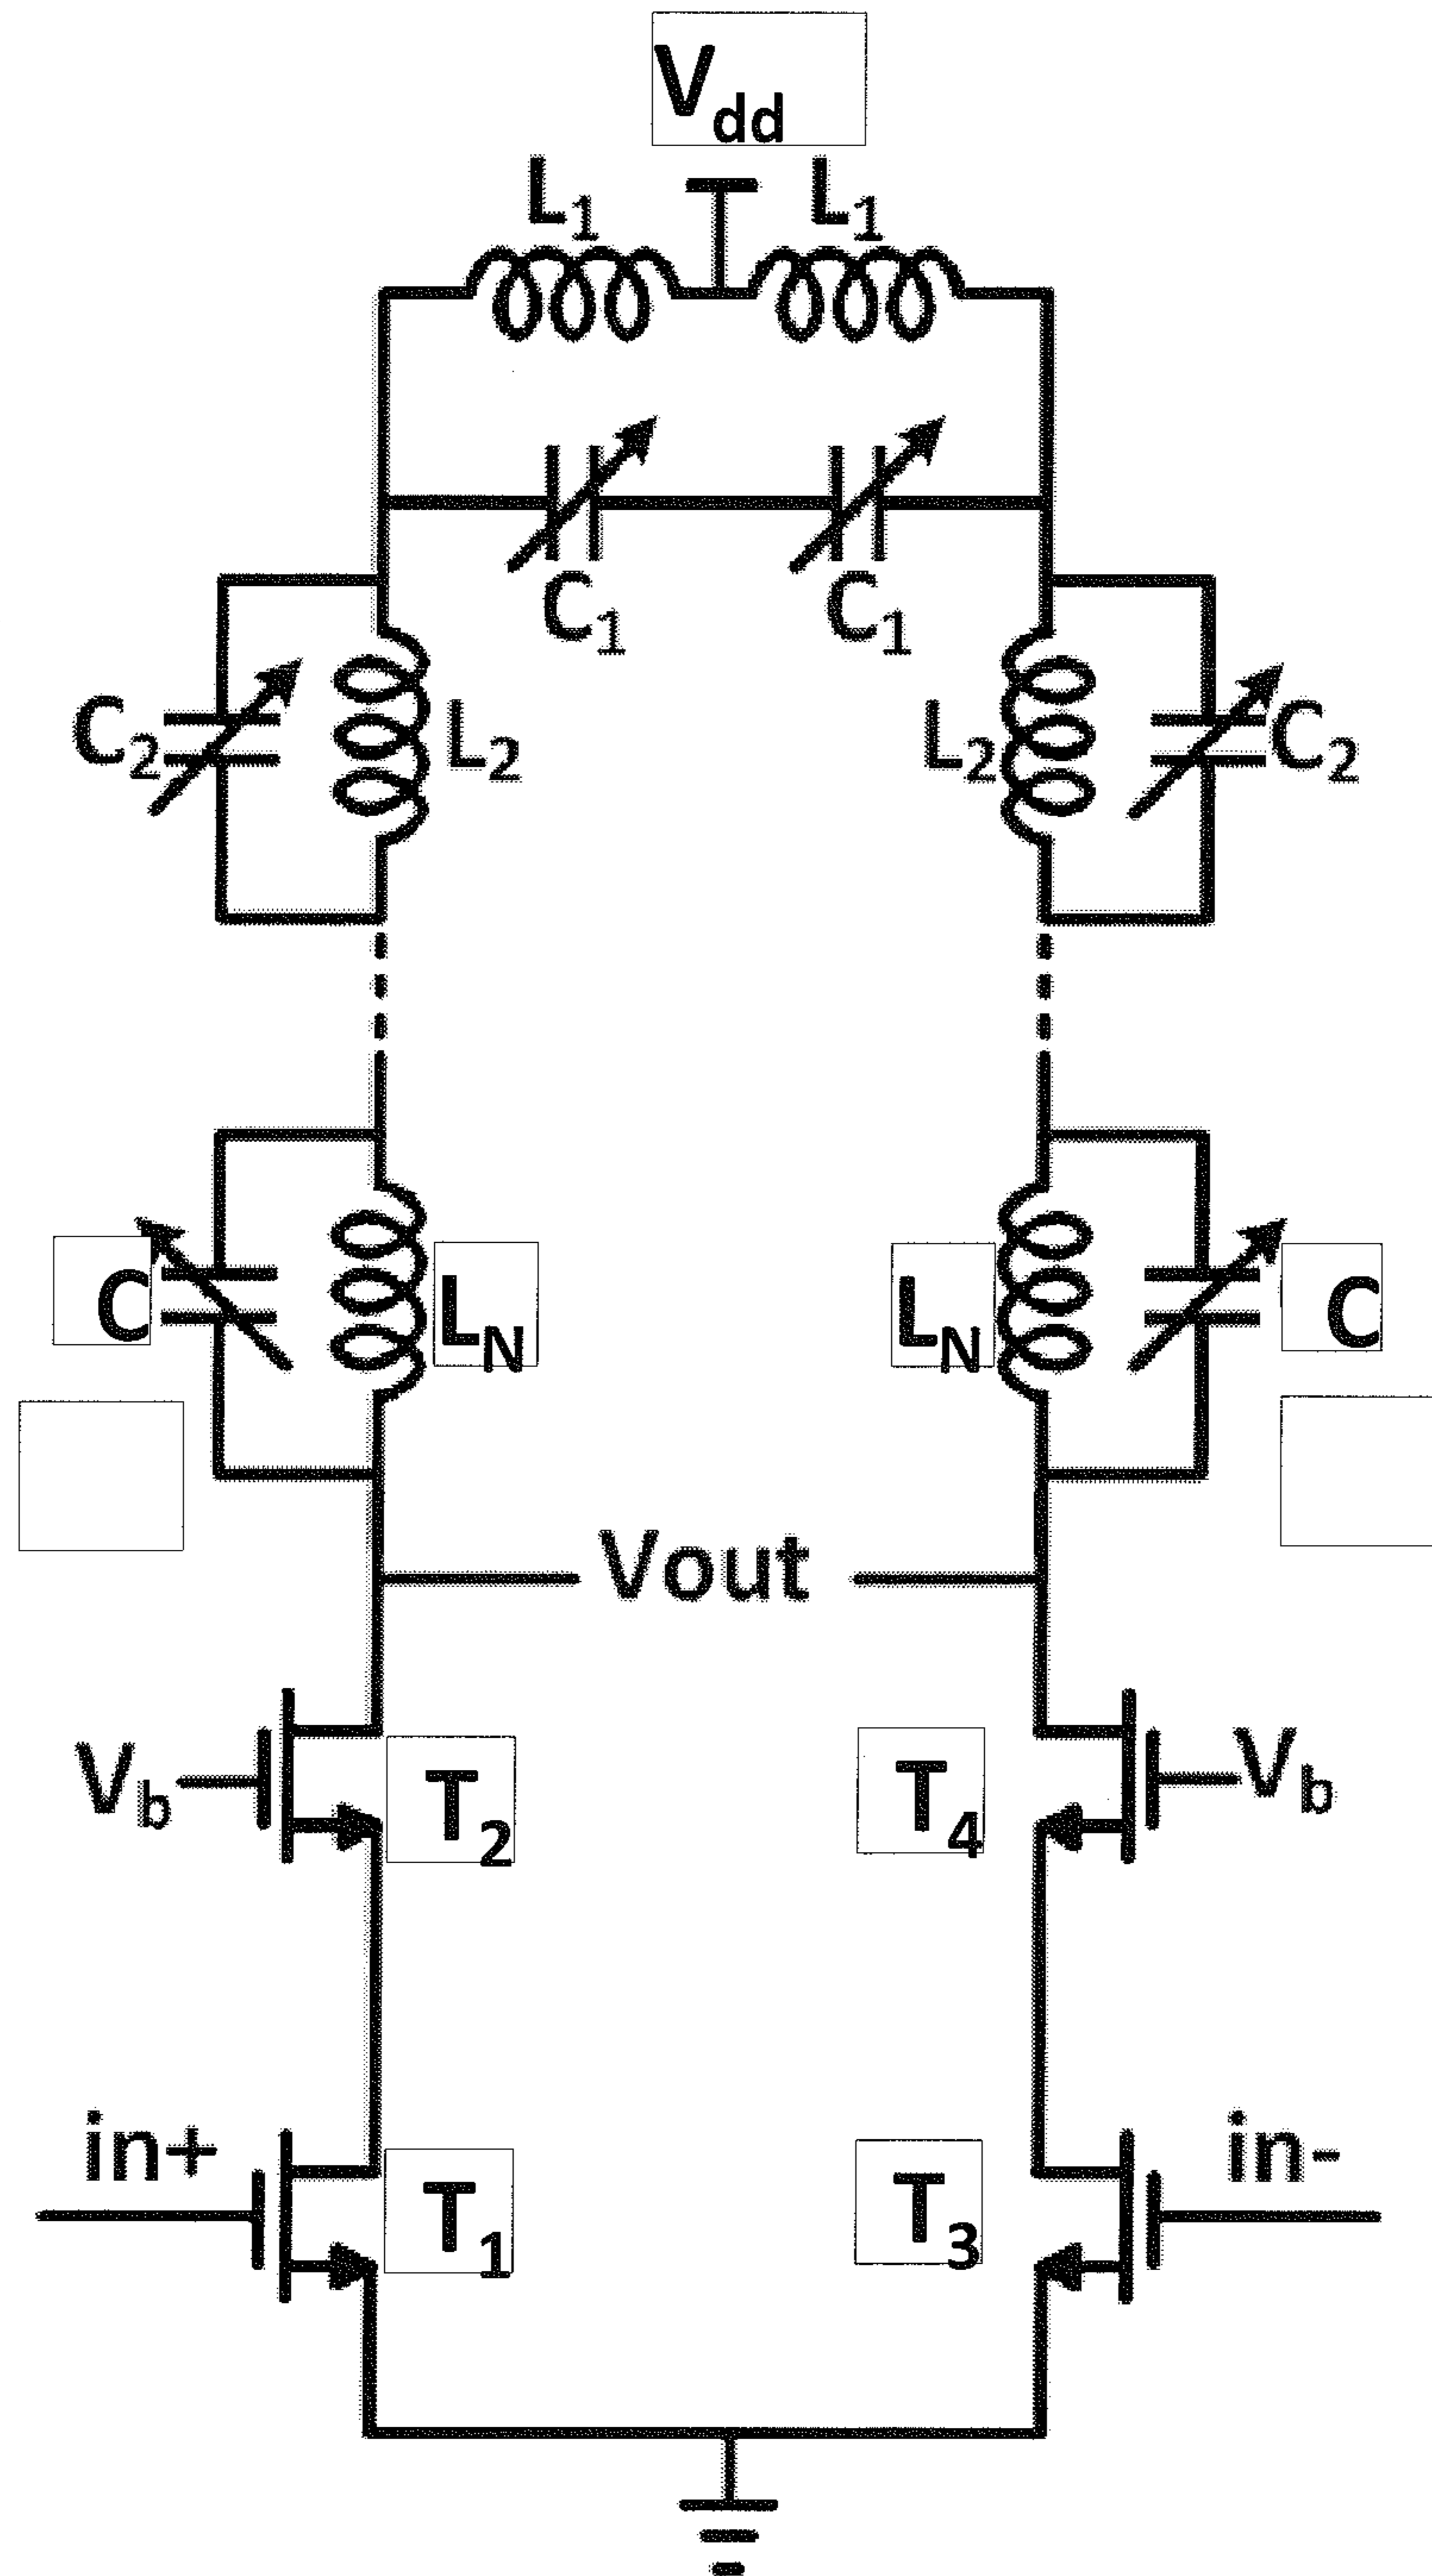 Vdd
L1 L1
C1 C1
C2 L2 L2 C2
C LN LN C
Vout
Vb T2 T4 Vb
in+ T1 T3 in-